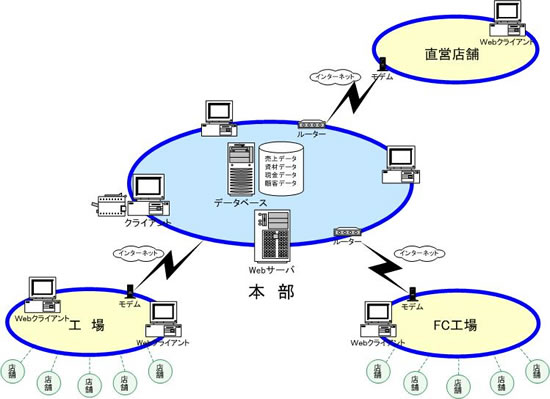 Webクライアント
直営店舗
インターネット
モデム
ルーター
売上データ
資材データ
現金データ
顧客データ
データベース
クライアント
ルーター
インターネット
Webサーバ
インターネット
本 部
モデム
モデム
Webクライアント
工 場
Webクライアント
Webクライアント
FC工場
店舗
店舗
店舗
店舗
店舗
店舗
店舗
店舗
店舗
店舗